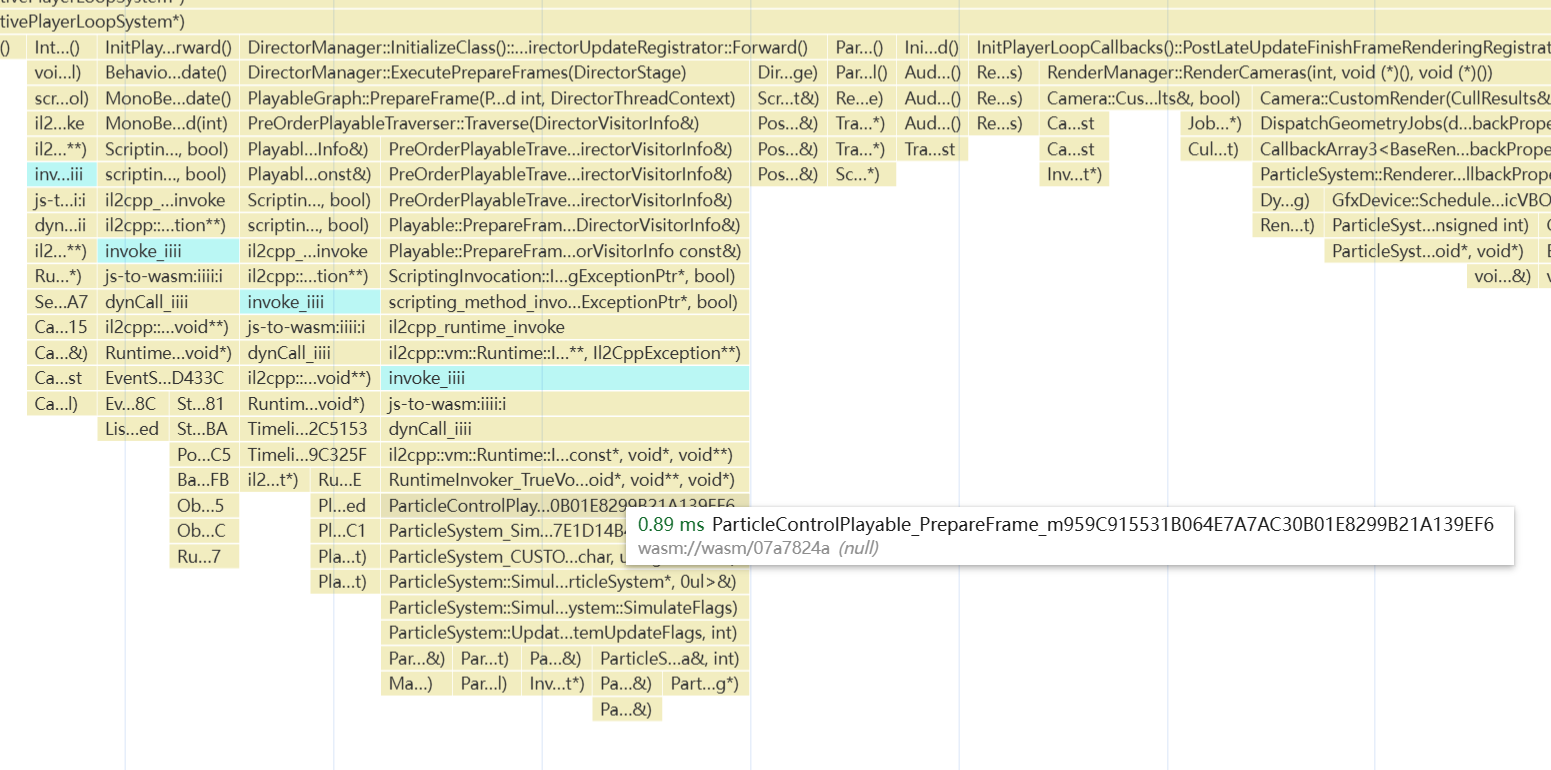 tivePlayerLoopSystem*)
tivePlayerLoopSystem*)
() Int...() InitPlay...rward() DirectorManager::InitializeClass()::...irectorUpdateRegistrator::Forward() Par...() Ini...d() InitPlayerLoopCallbacks()::PostLateUpdateFinishFrameRenderingRegistrat
voi...l) Behavio...date() DirectorManager::ExecutePrepareFrames(DirectorStage) Dir...ge) Par...l() Aud...() Re...s) RenderManager::RenderCameras(int, void (*)(), void (*)())
scr...ol) MonoBe...date() PlayableGraph::PrepareFrame(P...d int, DirectorThreadContext) Scr...t&) Re...e) Aud...() Re...s) Camera::Cus...lts&, bool) Camera::CustomRender(CullResults&
il2...ke MonoBe...d(int) PreOrderPlayableTraverser::Traverse(DirectorVisitorInfo&) Pos...&) Tra...*) Aud...() Re...s) Ca...st Job...*) DispatchGeometryJobs(d...backPrope
il2...**) Scriptin..., bool) Playabl...Info&) PreOrderPlayableTrave...irectorVisitorInfo&) Pos...&) Tra...*) Tra...st Ca...st Cul...t) CallbackArray3<BaseRen...backPrope
inv...iii scriptin..., bool) Playabl...onst&) PreOrderPlayableTrave...irectorVisitorInfo&) Pos...&) Sc...*) Inv...t*) ParticleSystem::Renderer...llbackPrope
js-t...i:i il2cpp_...invoke Scriptin..., bool) PreOrderPlayableTrave...irectorVisitorInfo&) Dy...g) GfxDevice::Schedule...icVBO
dyn...ii il2cpp::...tion**) scriptin..., bool) Playable::PrepareFram...DirectorVisitorInfo&) Ren...t) ParticleSyst...nsigned int)
il2...**) invoke_iiii il2cpp_...invoke Playable::PrepareFram...orVisitorInfo const&) ParticleSyst...oid*, void*)
Ru...*) js-to-wasm:iiii:i il2cpp::...tion**) ScriptingInvocation::I...gExceptionPtr*, bool) voi...&)
Se...A7 dynCall_iiii invoke_iiii scripting_method_invo...ExceptionPtr*, bool)
Ca...15 il2cpp::...void**) js-to-wasm:iiii:i il2cpp_runtime_invoke
Ca...&) Runtime...void*) dynCall_iiii il2cpp::vm::Runtime::I...**, Il2CppException**)
Ca...st EventS...D433C il2cpp::...void**) invoke_iiii
Ca...l) Ev...8C St...81 Runtim...void*) js-to-wasm:iiii:i
Lis...ed St...BA Timeli...2C5153 dynCall_iiii
Po...C5 Timeli...9C325F il2cpp::vm::Runtime::I...const*, void*, void**)
Ba...FB il2...t*) Ru...E RuntimeInvoker_TrueVo...oid*, void**, void*)
Ob...5 Pl...ed ParticleControlPlay...0B01E8299B21A139EF6
0.89 ms ParticleControlPlayable_PrepareFrame_m959C915531B064E7A7AC30B01E8299B21A139EF6
Ob...C Pl...C1 ParticleSystem_Sim...7E1D14B
wasm://wasm/07a7824a (null)
Ru...7 Pla...t) ParticleSystem_CUSTO...char,
Pla...t) ParticleSystem::Simul...rticleSystem*, 0ul>&)
ParticleSystem::Simul...ystem::SimulateFlags)
ParticleSystem::Updat...temUpdateFlags, int)
Par...&) Par...t) Pa...&) ParticleS...a&, int)
Ma...) Par...l) Inv...t*) Pa...&) Part...g*)
Pa...&)